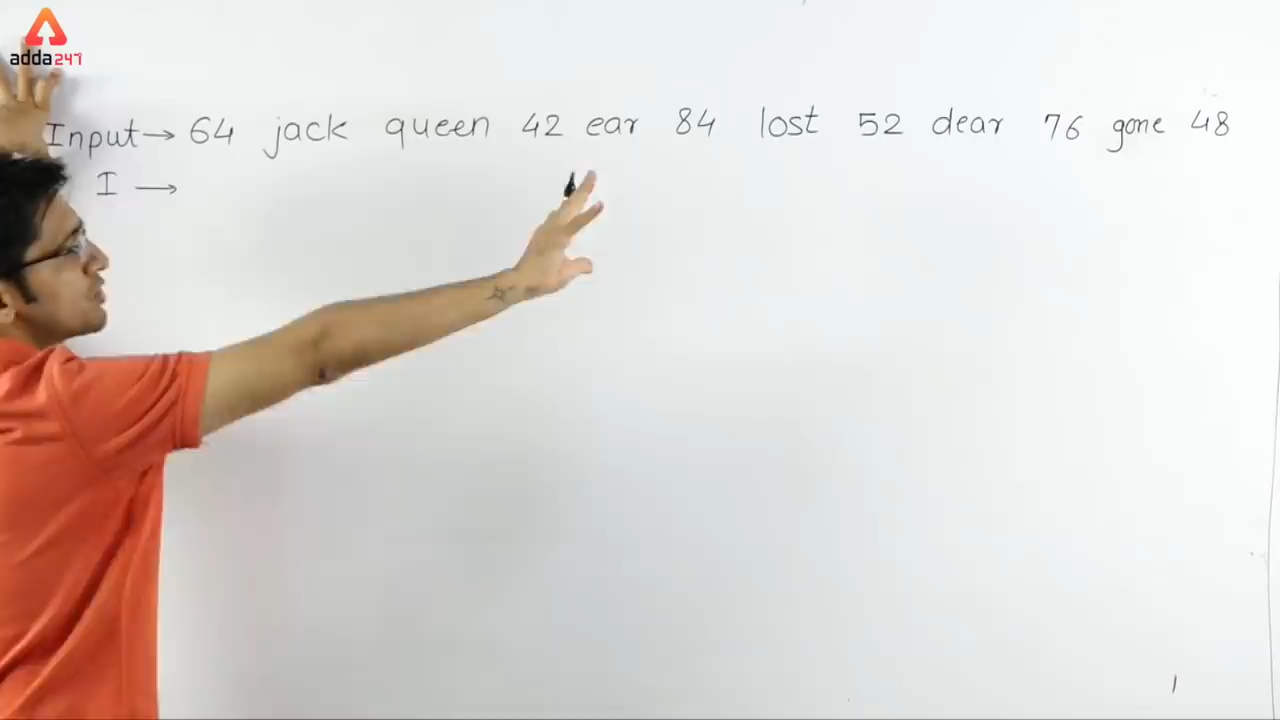 adda247
Input→ 64 jack queen 42 ear 84 lost 52 dear 76 gone 48
I →